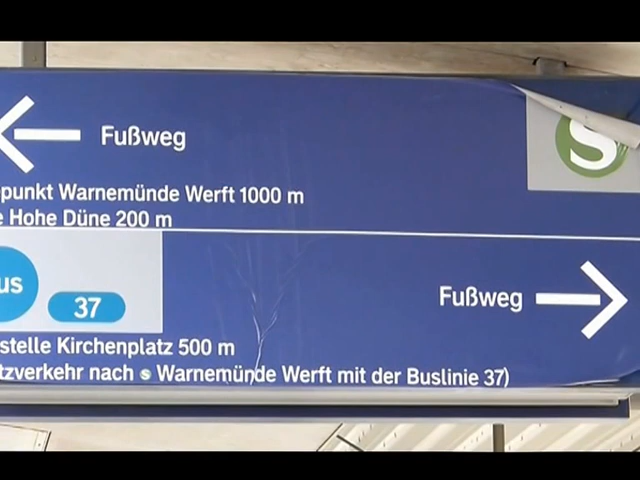 Fußweg
S
punkt Warnemünde Werft 1000 m
e Hohe Düne 200 m
us
37
Fußweg
stelle Kirchenplatz 500 m
tzverkehr nach S Warnemünde Werft mit der Buslinie 37)